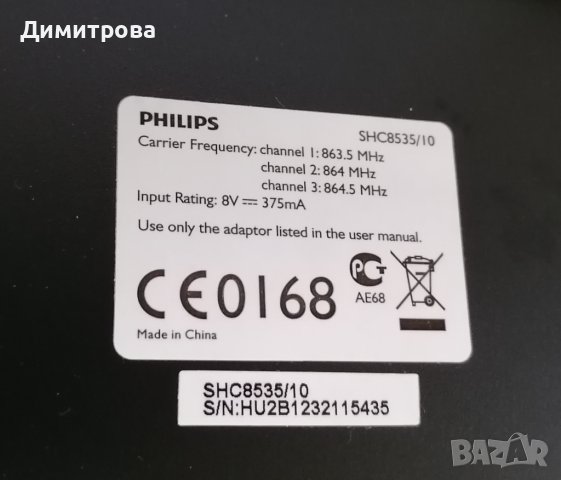 Димитрова
PHILIPS SHC8535/10
Carrier Frequency: channel 1: 863.5 MHz
channel 2: 864 MHz
channel 3: 864.5 MHz
Input Rating: 8V ⎓ 375mA
Use only the adaptor listed in the user manual.
CE0168
РСТ
AE68
Made in China
SHC8535/10
S/N:HU2B1232115435
BAZAR